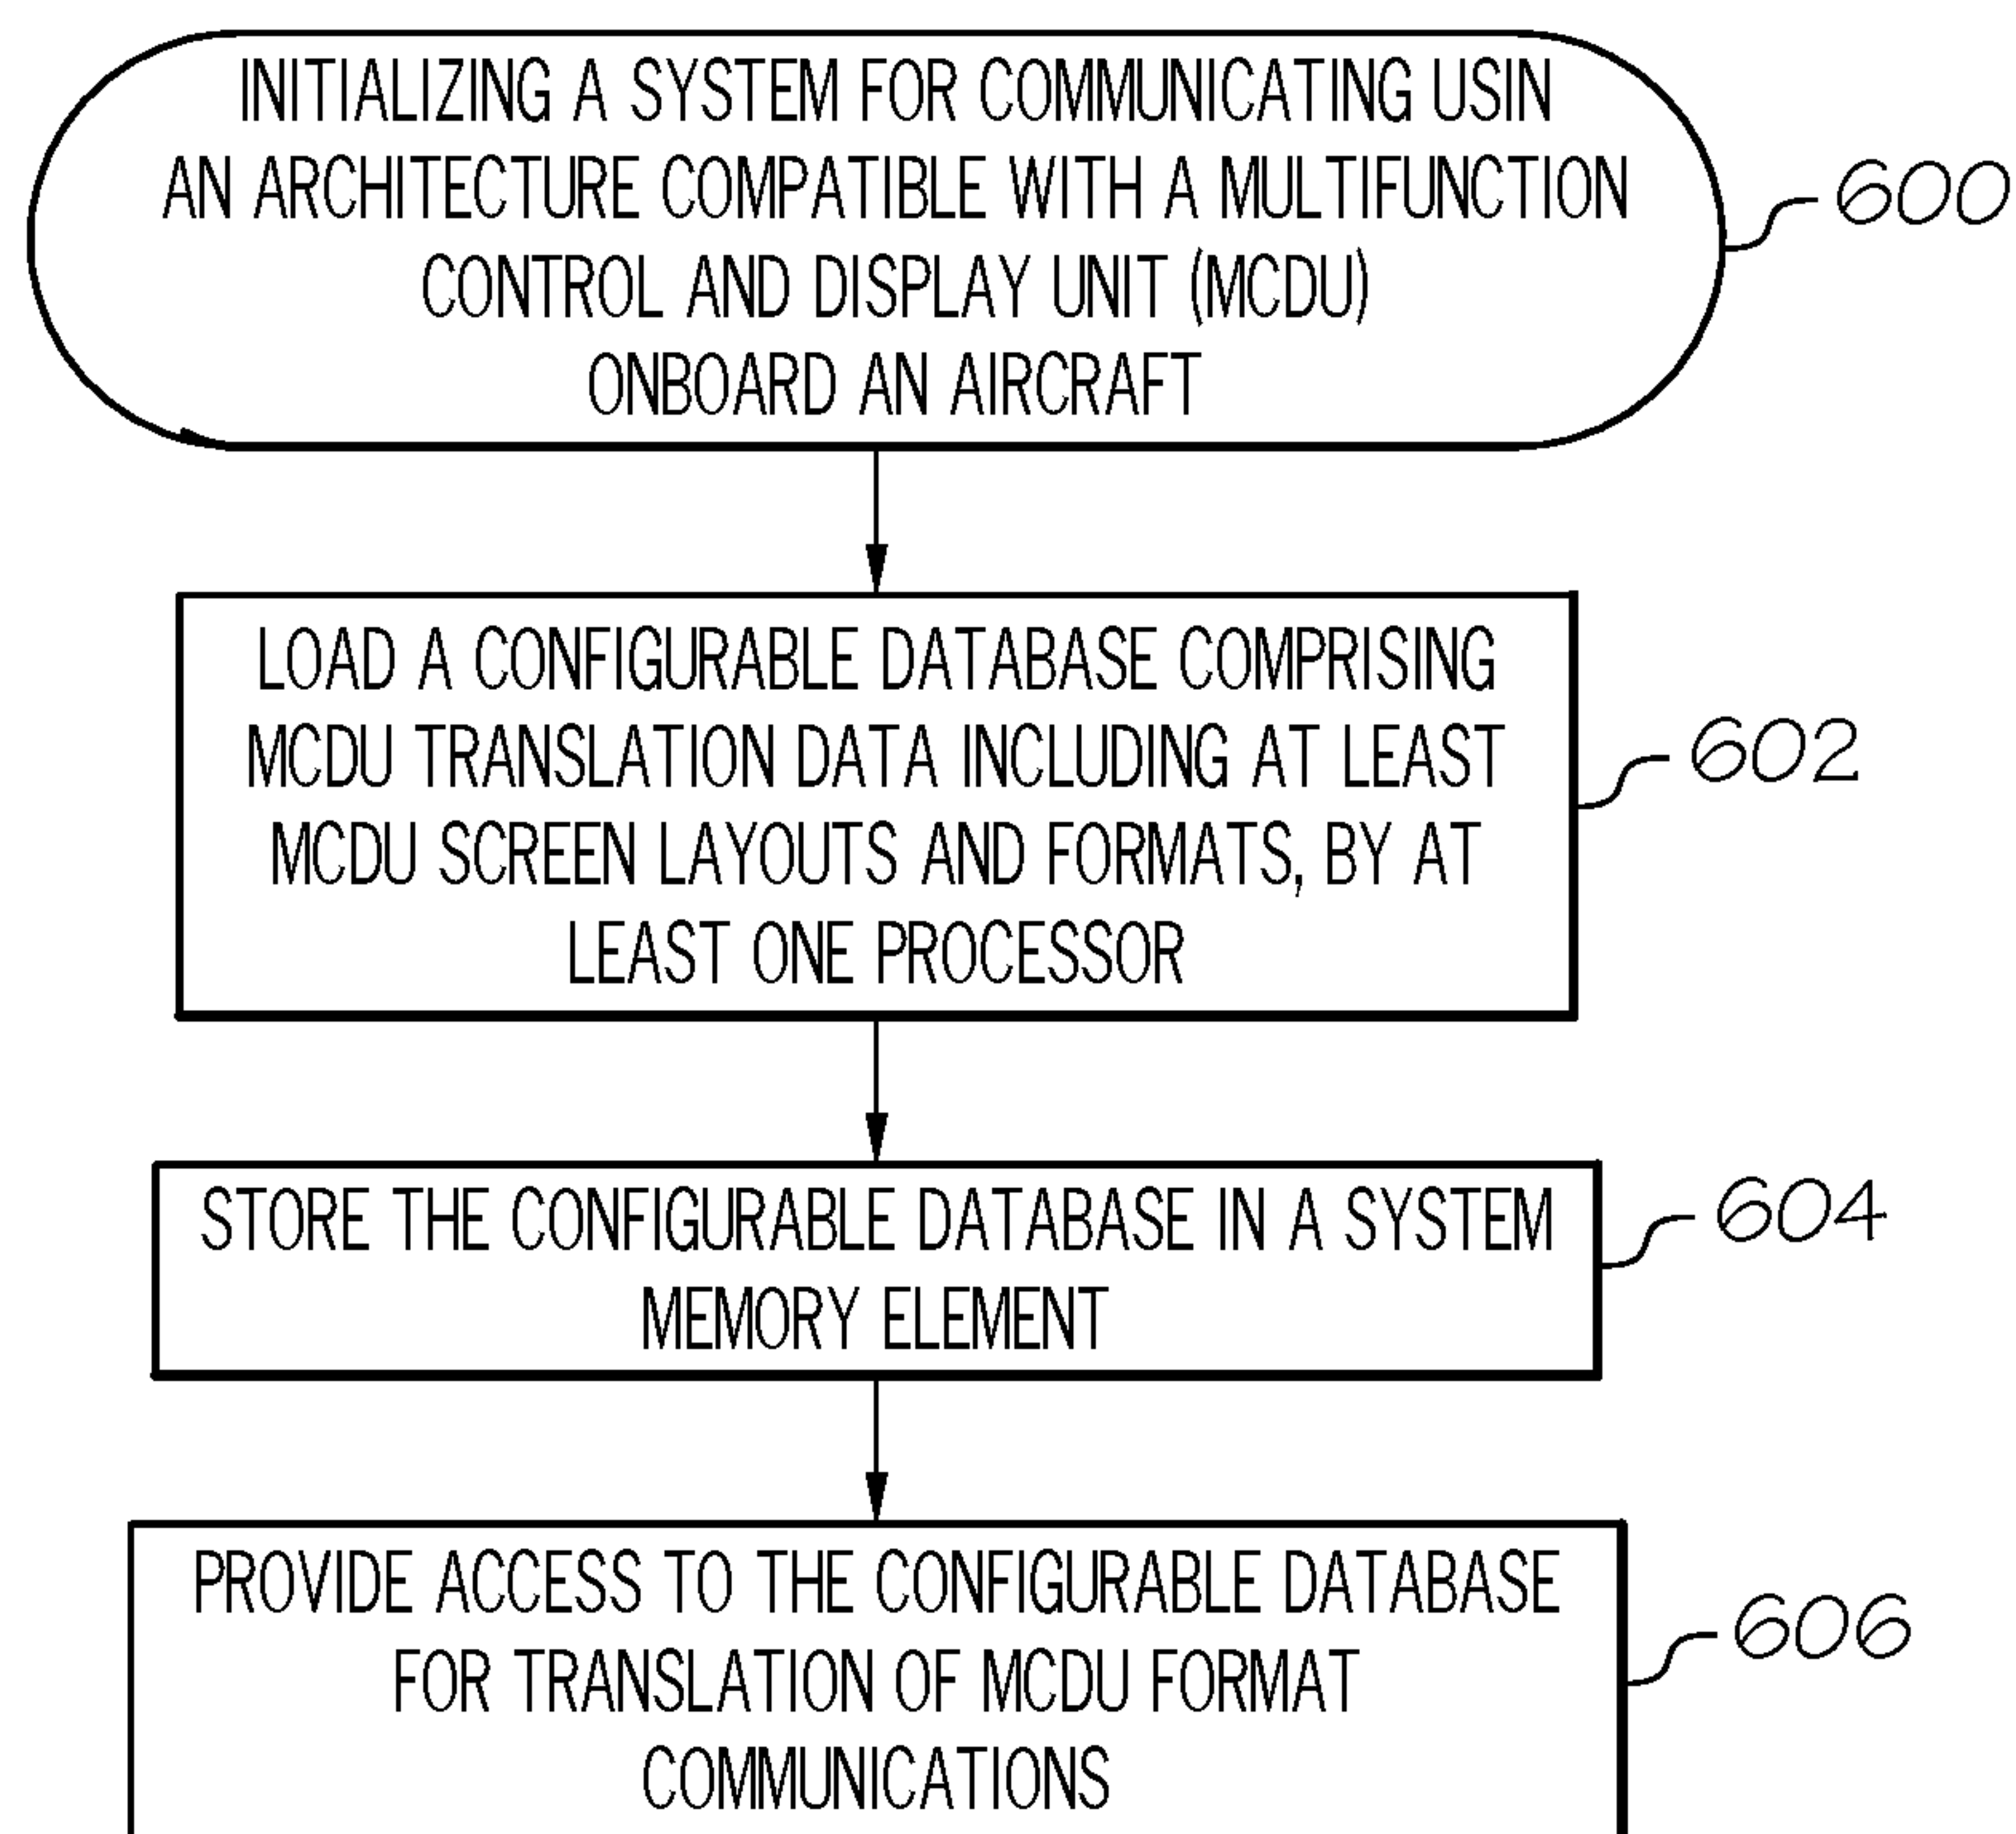 INITIALIZING A SYSTEM FOR COMMUNICATING USIN
AN ARCHITECTURE COMPATIBLE WITH A MULTIFUNCTION
CONTROL AND DISPLAY UNIT (MCDU)
ONBOARD AN AIRCRAFT
600
LOAD A CONFIGURABLE DATABASE COMPRISING
MCDU TRANSLATION DATA INCLUDING AT LEAST
MCDU SCREEN LAYOUTS AND FORMATS, BY AT
LEAST ONE PROCESSOR
602
STORE THE CONFIGURABLE DATABASE IN A SYSTEM
MEMORY ELEMENT
604
PROVIDE ACCESS TO THE CONFIGURABLE DATABASE
FOR TRANSLATION OF MCDU FORMAT
COMMUNICATIONS
606